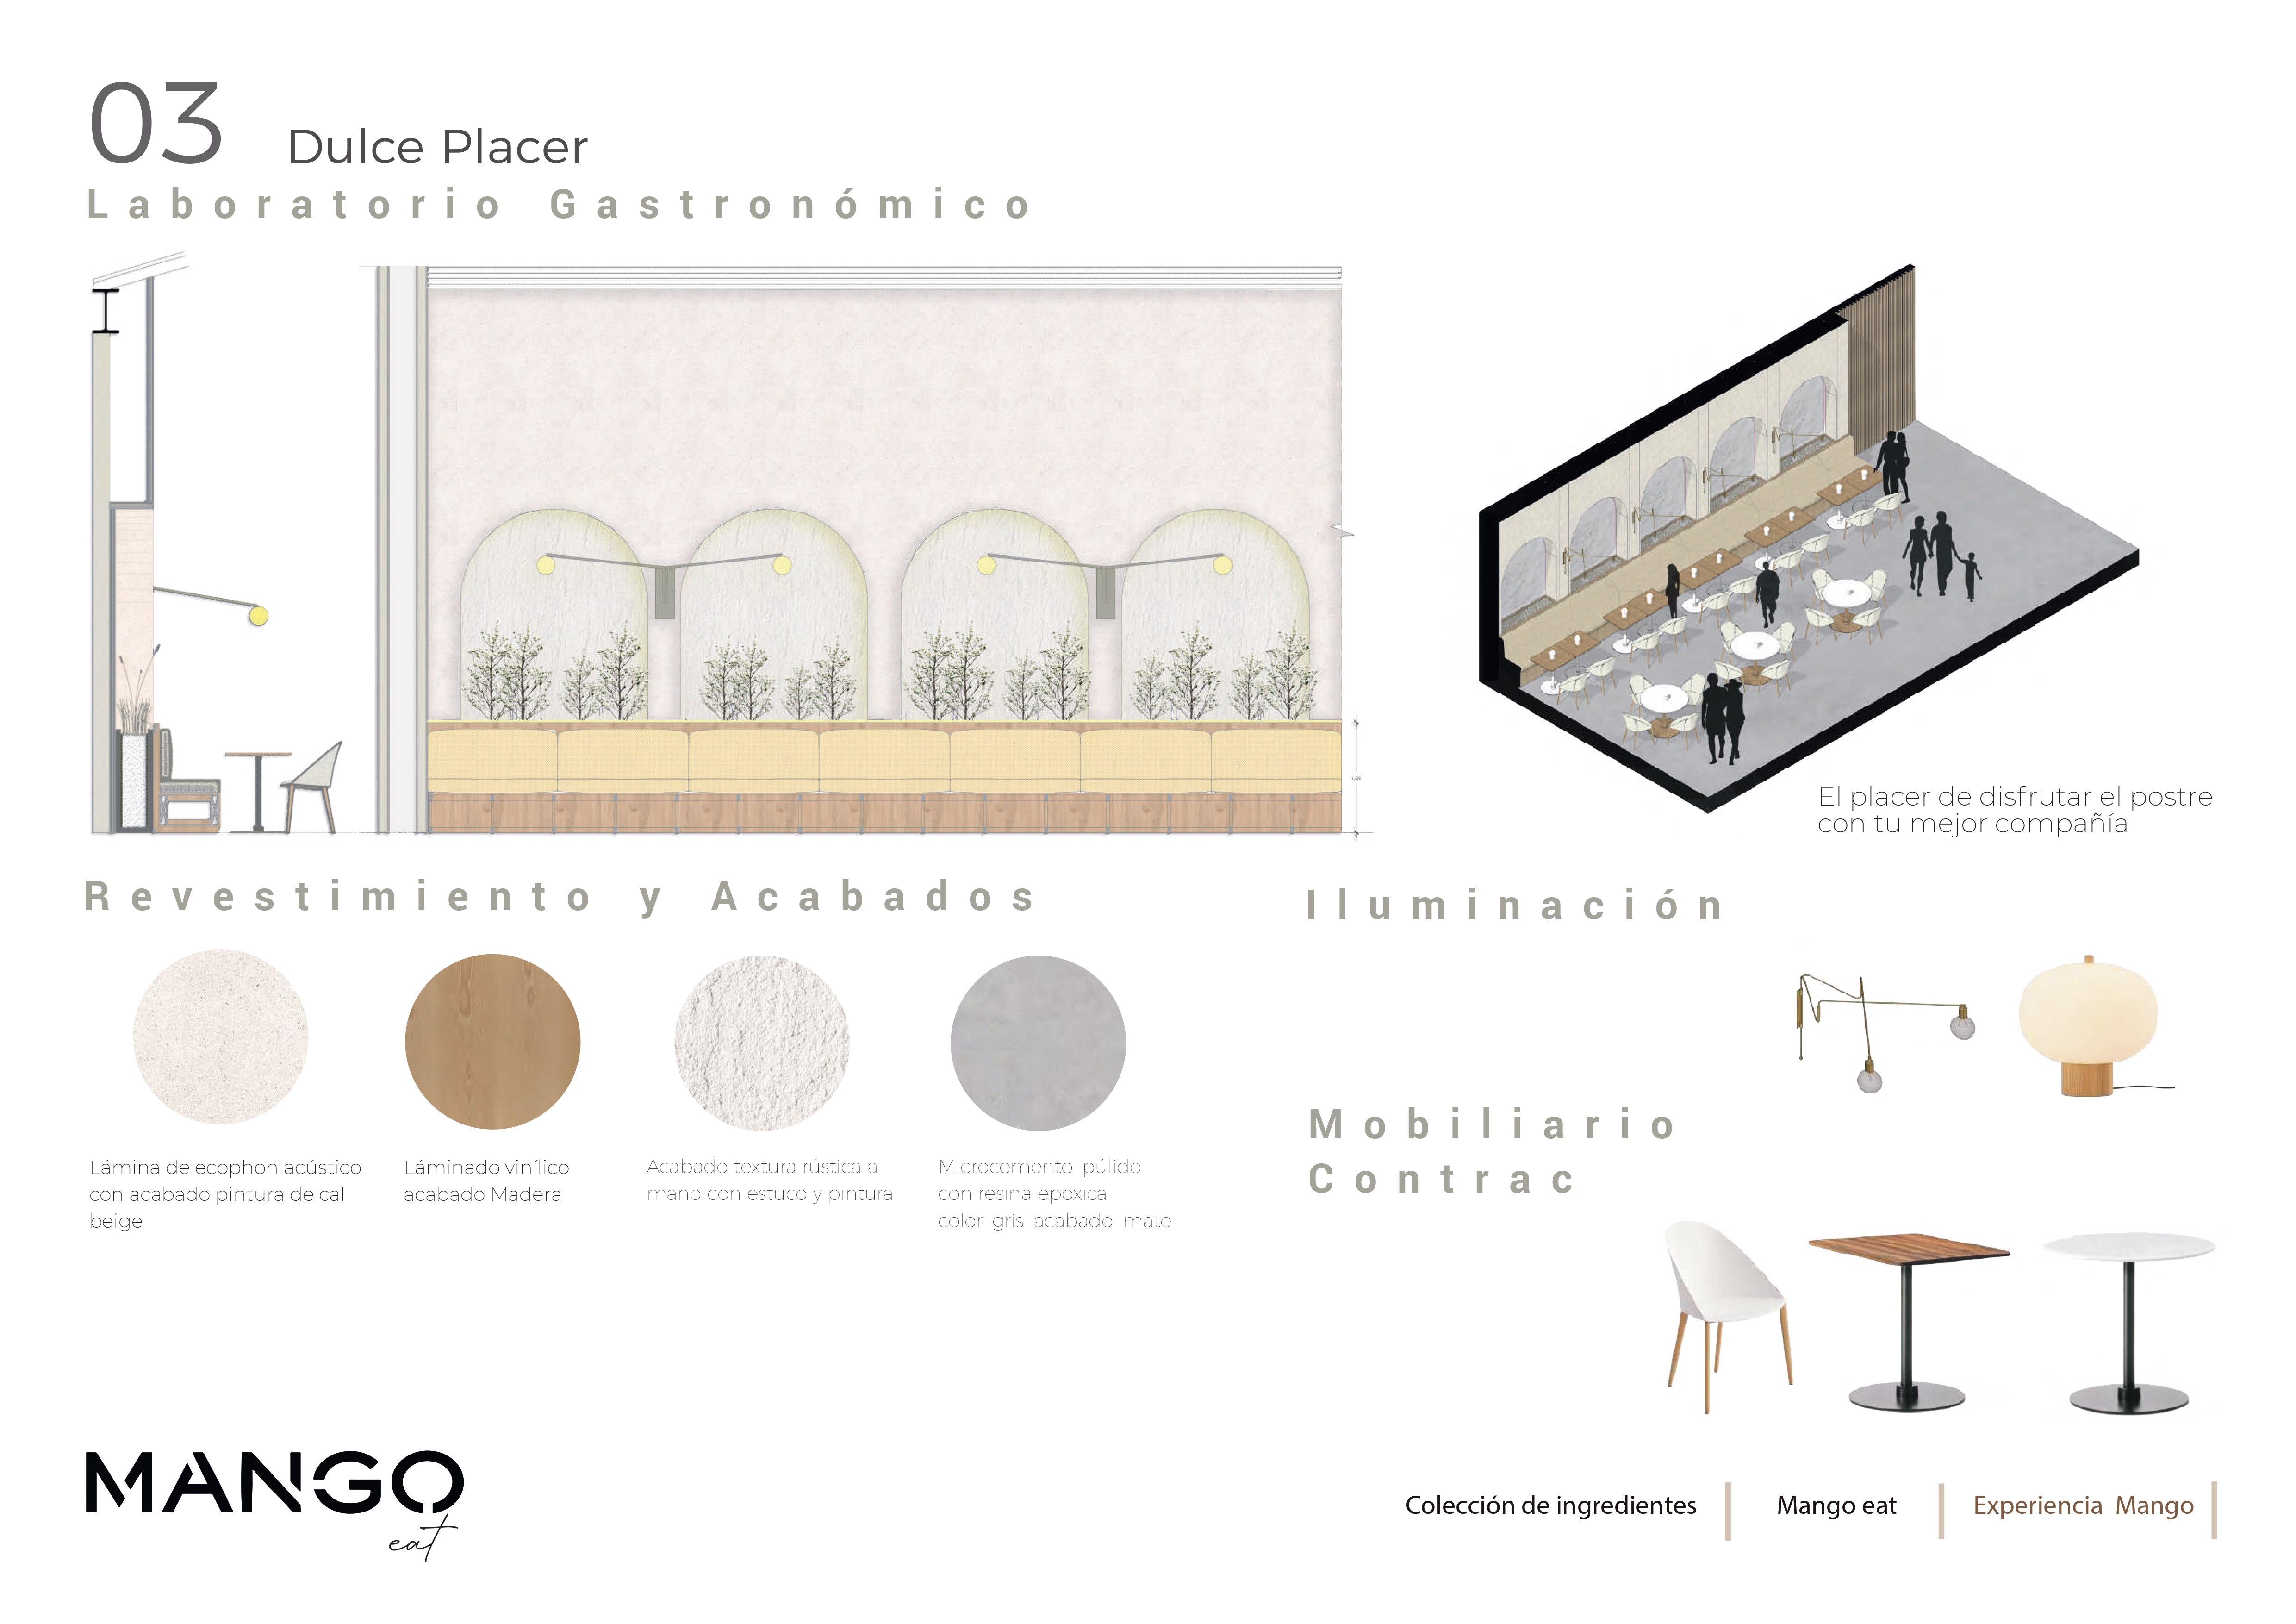 03 Dulce Placer
Laboratorio Gastronómico
El placer de disfrutar el postre
con tu mejor compañía
Revestimiento y Acabados
Iluminación
Lámina de ecophon acústico
con acabado pintura de cal
beige
Láminado vinílico
acabado Madera
Acabado textura rústica a
mano con estuco y pintura
Microcemento púlido
con resina epoxica
color gris acabado mate
Mobiliario
Contrac
MANGO
eat
Colección de ingredientes
Mango eat
Experiencia Mango